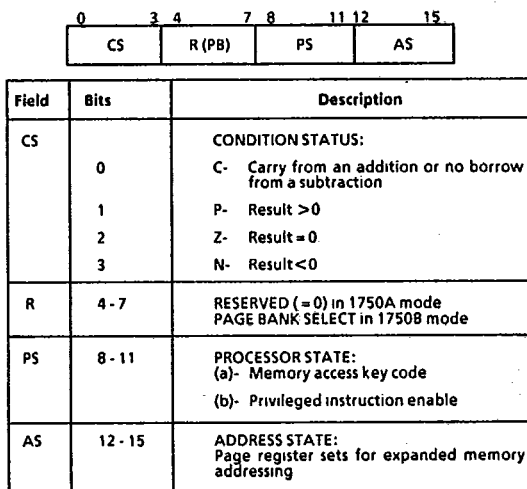 0 3 4 7 8 11 12 15
CS R (PB) PS AS
Field Bits Description
CS CONDITION STATUS:
0 C- Carry from an addition or no borrow
from a subtraction
1 P- Result >0
2 Z- Result = 0
3 N- Result<0
R 4 - 7 RESERVED ( = 0) in 1750A mode
PAGE BANK SELECT in 1750B mode
PS 8 - 11 PROCESSOR STATE:
(a)- Memory access key code
(b)- Privileged instruction enable
AS 12 - 15 ADDRESS STATE:
Page register sets for expanded memory
addressing